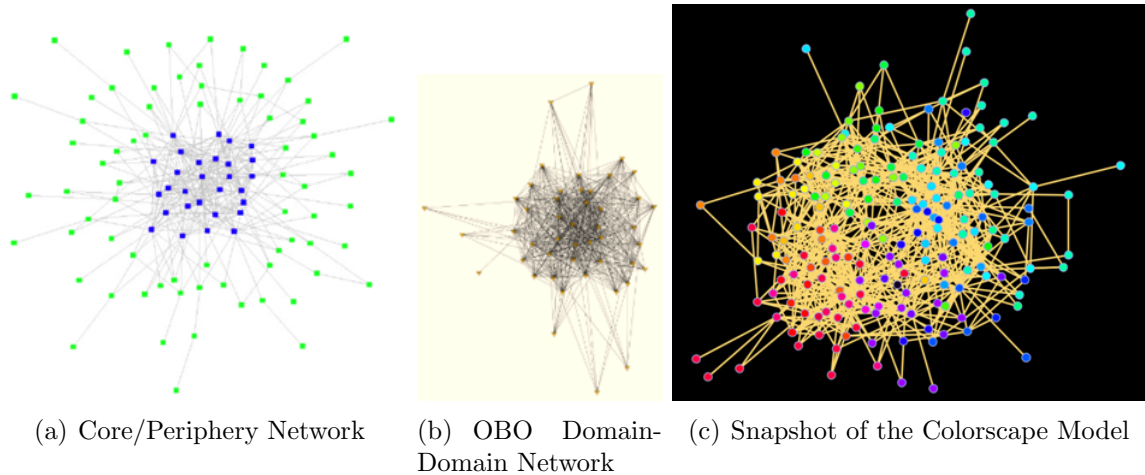 (a) Core/Periphery Network
(b) OBO Domain-
Domain Network
(c) Snapshot of the Colorscape Model